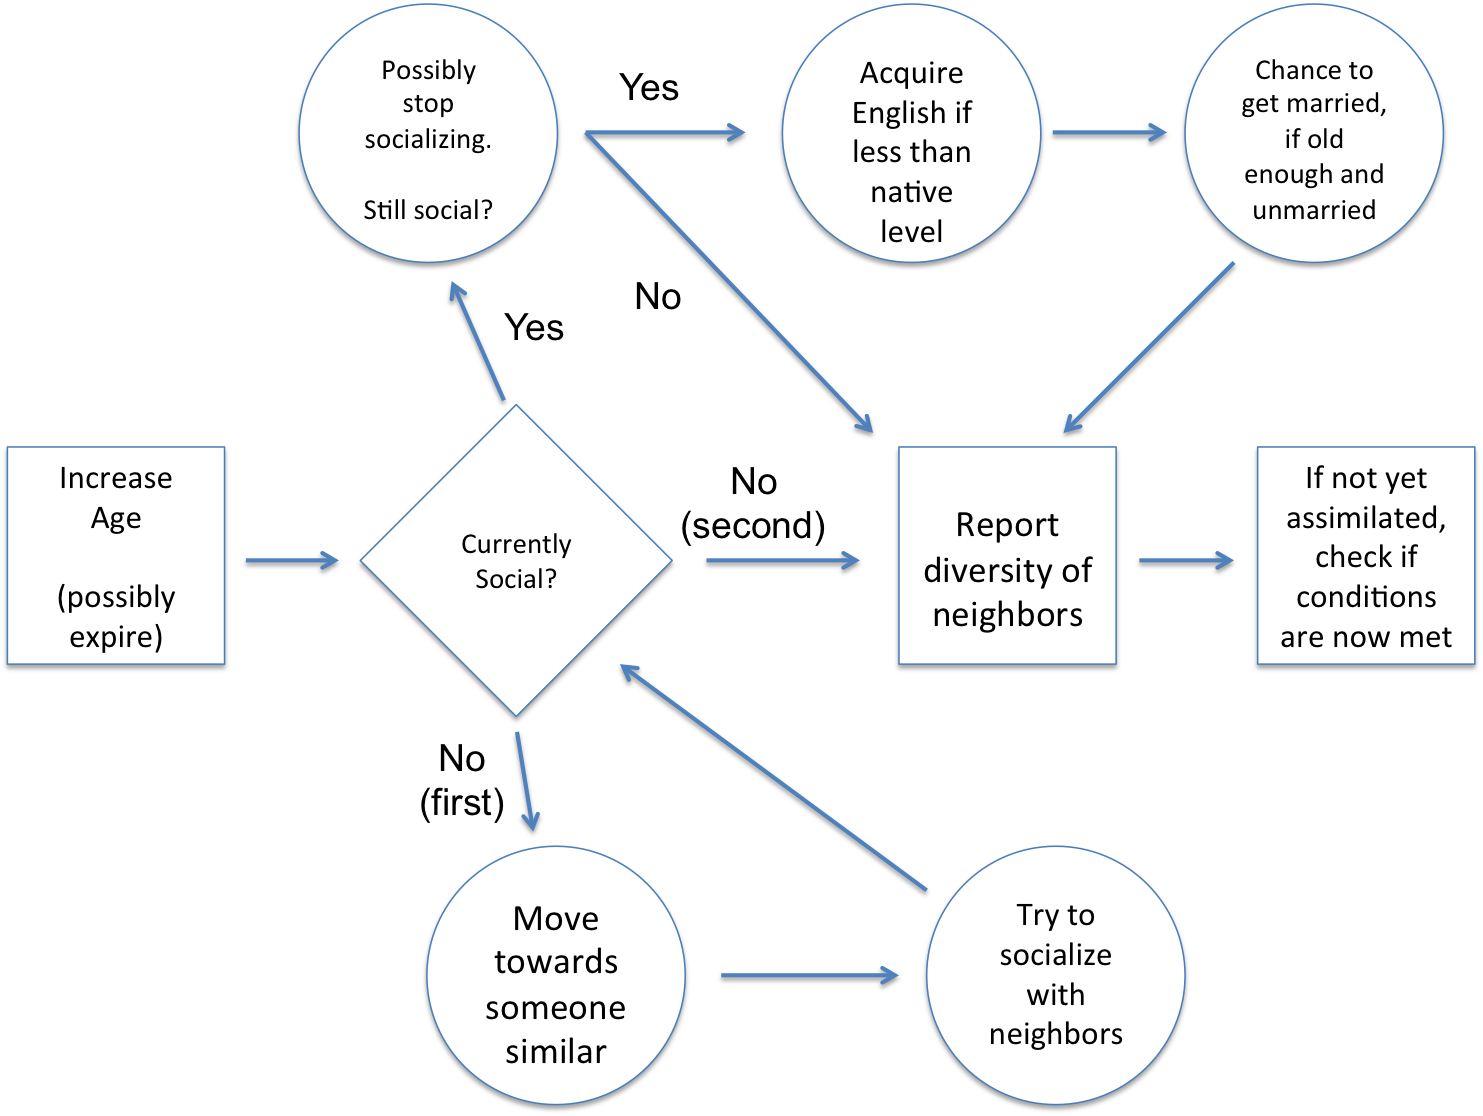 Possibly
stop
socializing.
Still social?
Yes
Acquire
English if
less than
native
level
Chance to
get married,
if old
enough and
unmarried
No
Yes
Increase
Age
(possibly
expire)
Currently
Social?
No
(second)
Report
diversity of
neighbors
If not yet
assimilated,
check if
conditions
are now met
No
(first)
Move
towards
someone
similar
Try to
socialize
with
neighbors